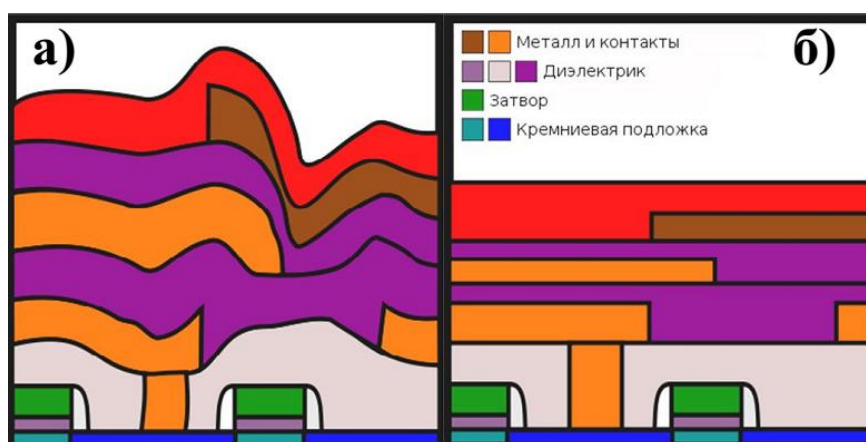 а)
б)
Металл и контакты
Диэлектрик
Затвор
Кремниевая подложка